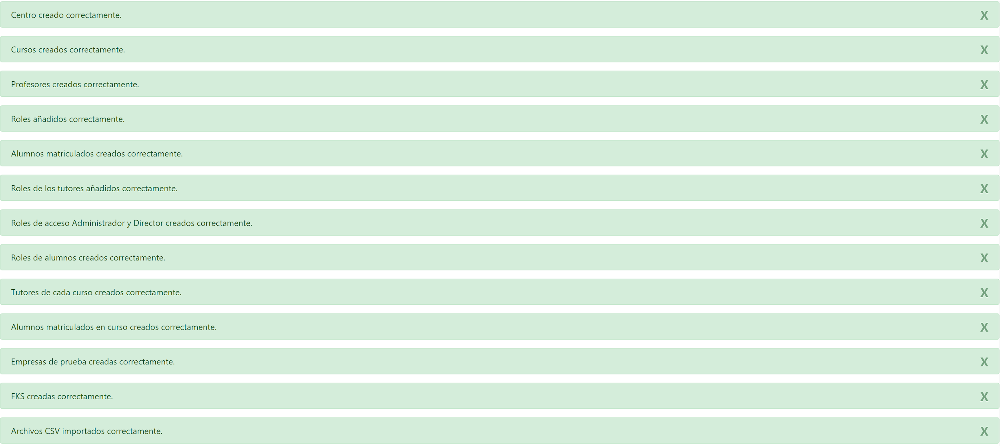 Centro creado correctamente. X
Cursos creados correctamente. X
Profesores creados correctamente. X
Roles añadidos correctamente. X
Alumnos matriculados creados correctamente. X
Roles de los tutores añadidos correctamente. X
Roles de acceso Administrador y Director creados correctamente. X
Roles de alumnos creados correctamente. X
Tutores de cada curso creados correctamente. X
Alumnos matriculados en curso creados correctamente. X
Empresas de prueba creadas correctamente. X
FKS creadas correctamente. X
Archivos CSV importados correctamente. X